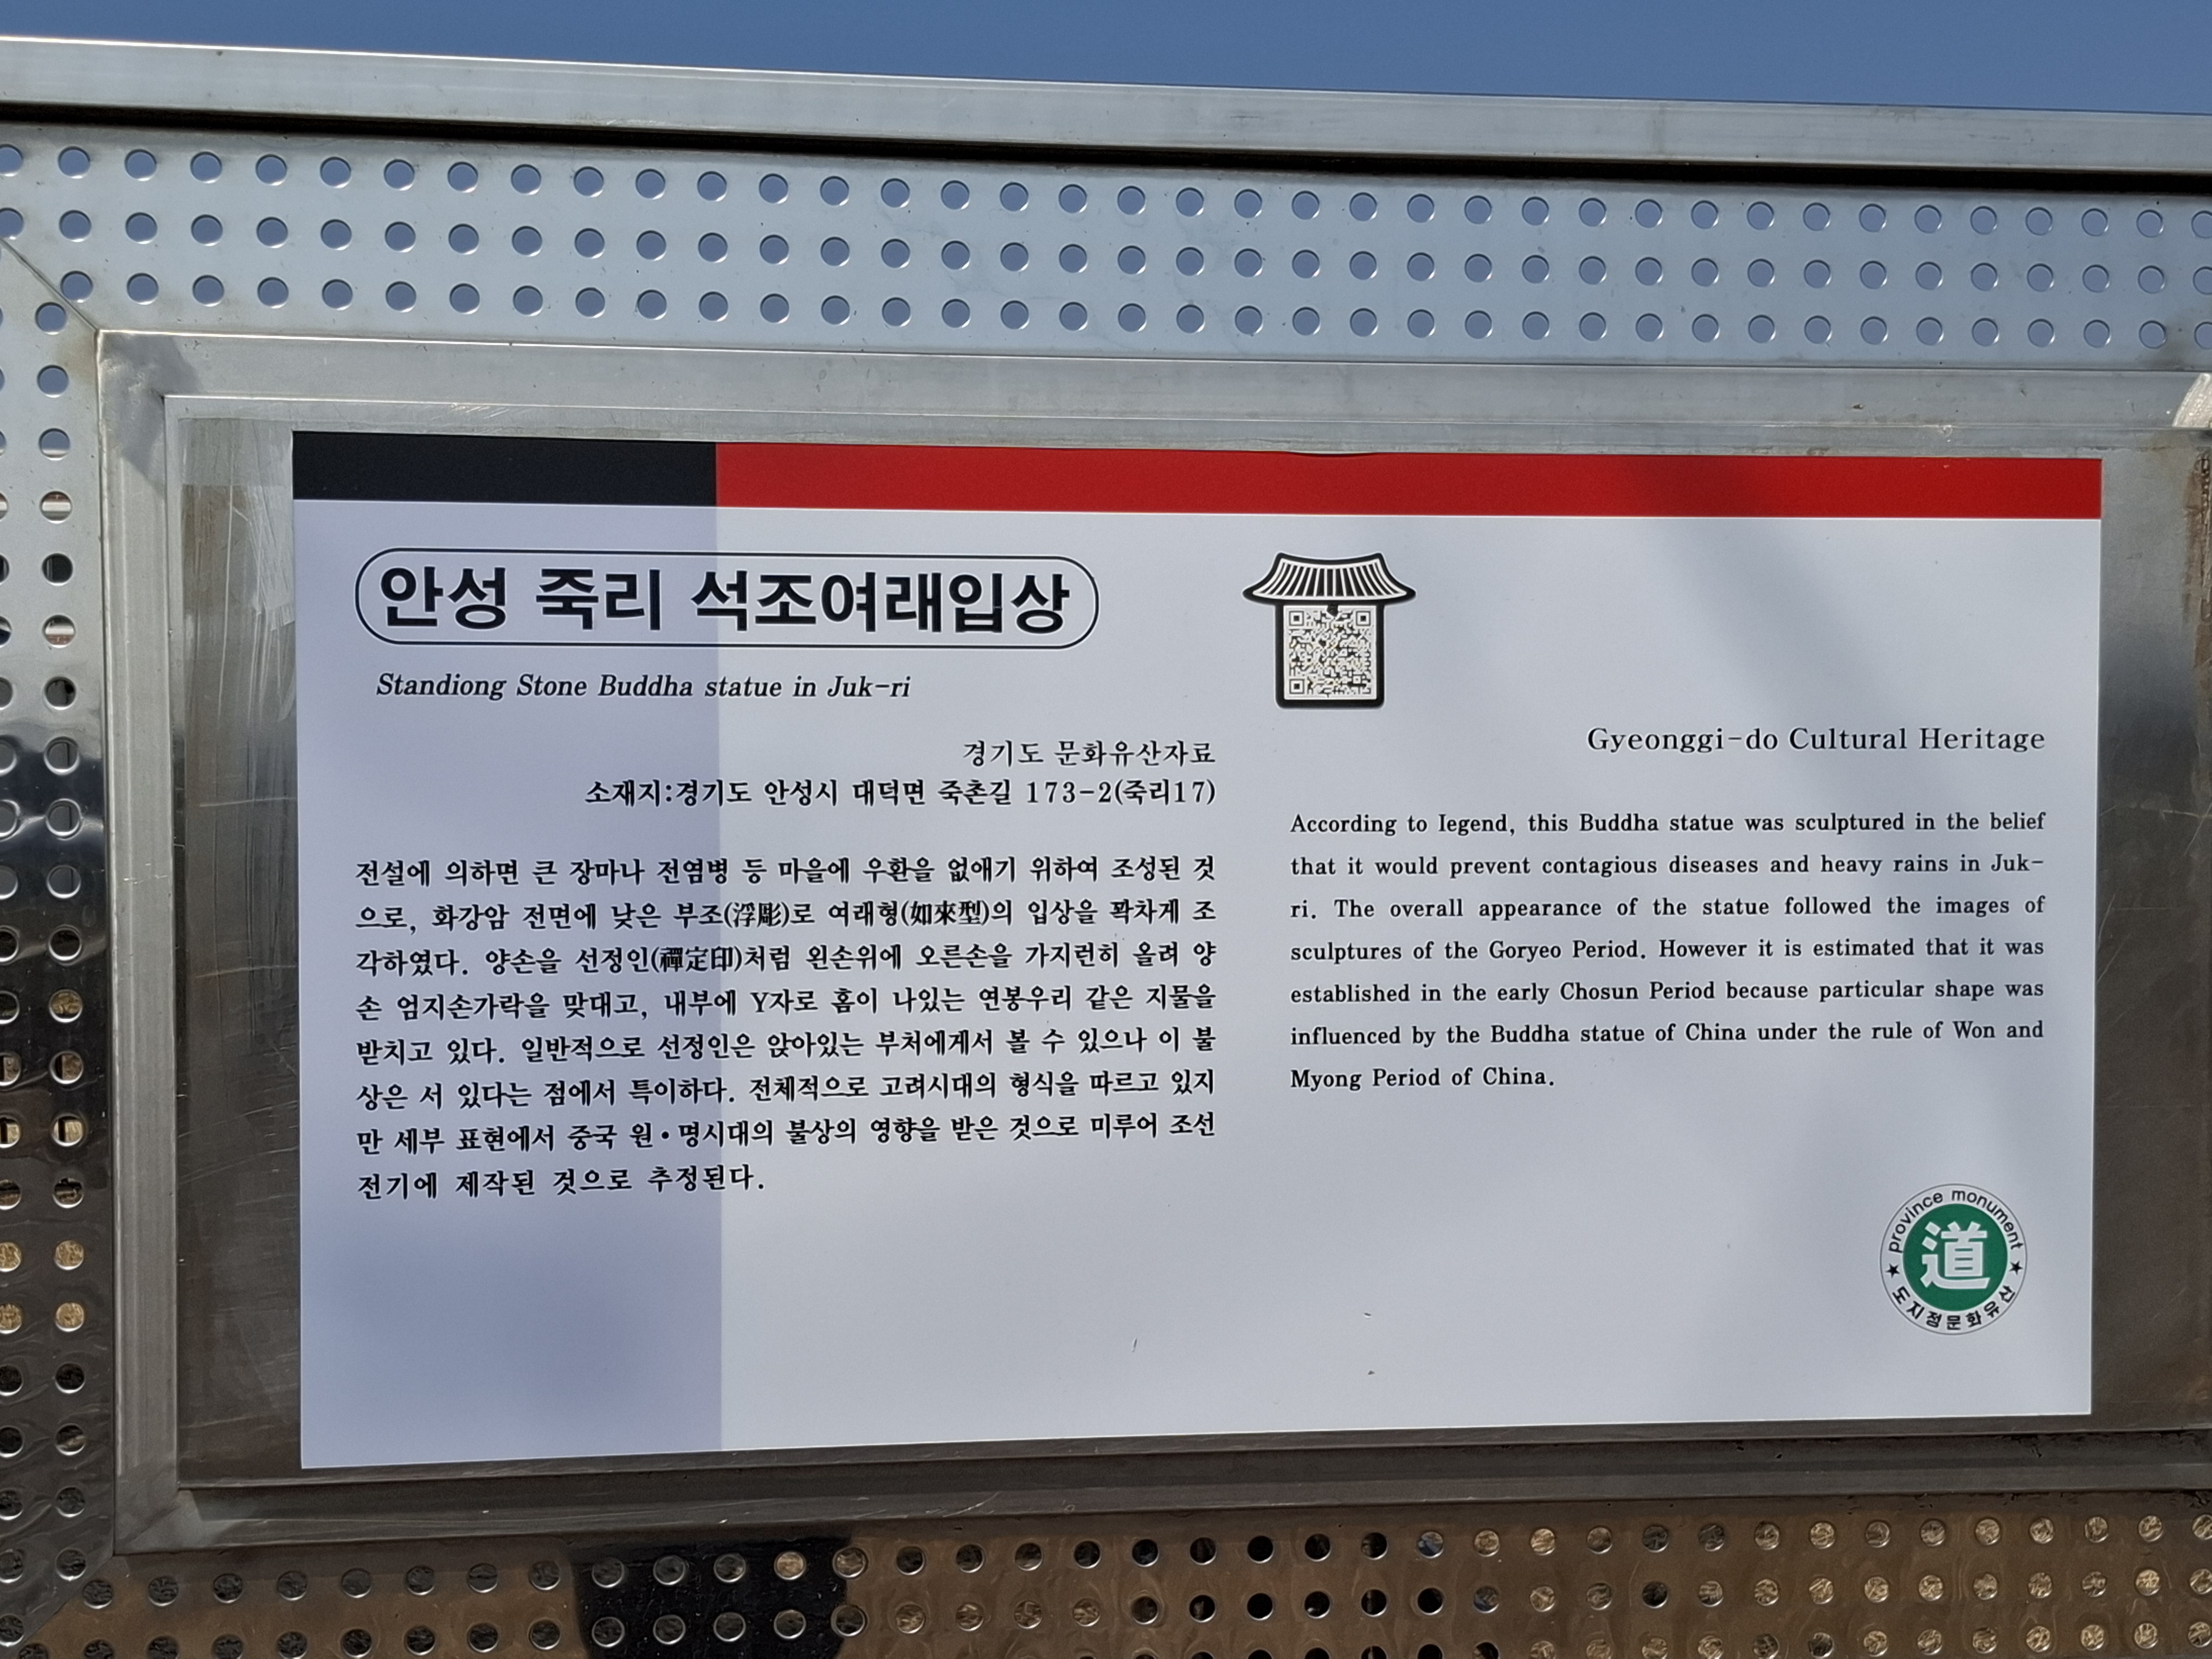 안성 죽리 석조여래입상
Standiong Stone Buddha statue in Juk-ri
경기도 문화유산자료
소재지:경기도 안성시 대덕면 죽촌길 173-2(죽리17)
전설에 의하면 큰 장마나 전염병 등 마을에 우환을 없애기 위하여 조성된 것
으로, 화강암 전면에 낮은 부조(浮彫)로 여래형(如來型)의 입상을 꽉차게 조
각하였다. 양손을 선정인(禪定印)처럼 왼손위에 오른손을 가지런히 올려 양
손 엄지손가락을 맞대고, 내부에 Y자로 홈이 나있는 연봉우리 같은 지물을
받치고 있다. 일반적으로 선정인은 앉아있는 부처에게서 볼 수 있으나 이 불
상은 서 있다는 점에서 특이하다. 전체적으로 고려시대의 형식을 따르고 있지
만 세부 표현에서 중국 원•명시대의 불상의 영향을 받은 것으로 미루어 조선
전기에 제작된 것으로 추정된다.
Gyeonggi-do Cultural Heritage
According to Iegend, this Buddha statue was sculptured in the belief
that it would prevent contagious diseases and heavy rains in Juk-
ri. The overall appearance of the statue followed the images of
sculptures of the Goryeo Period. However it is estimated that it was
established in the early Chosun Period because particular shape was
influenced by the Buddha statue of China under the rule of Won and
Myong Period of China.
province monument
道
★ 도지정문화유산 ★